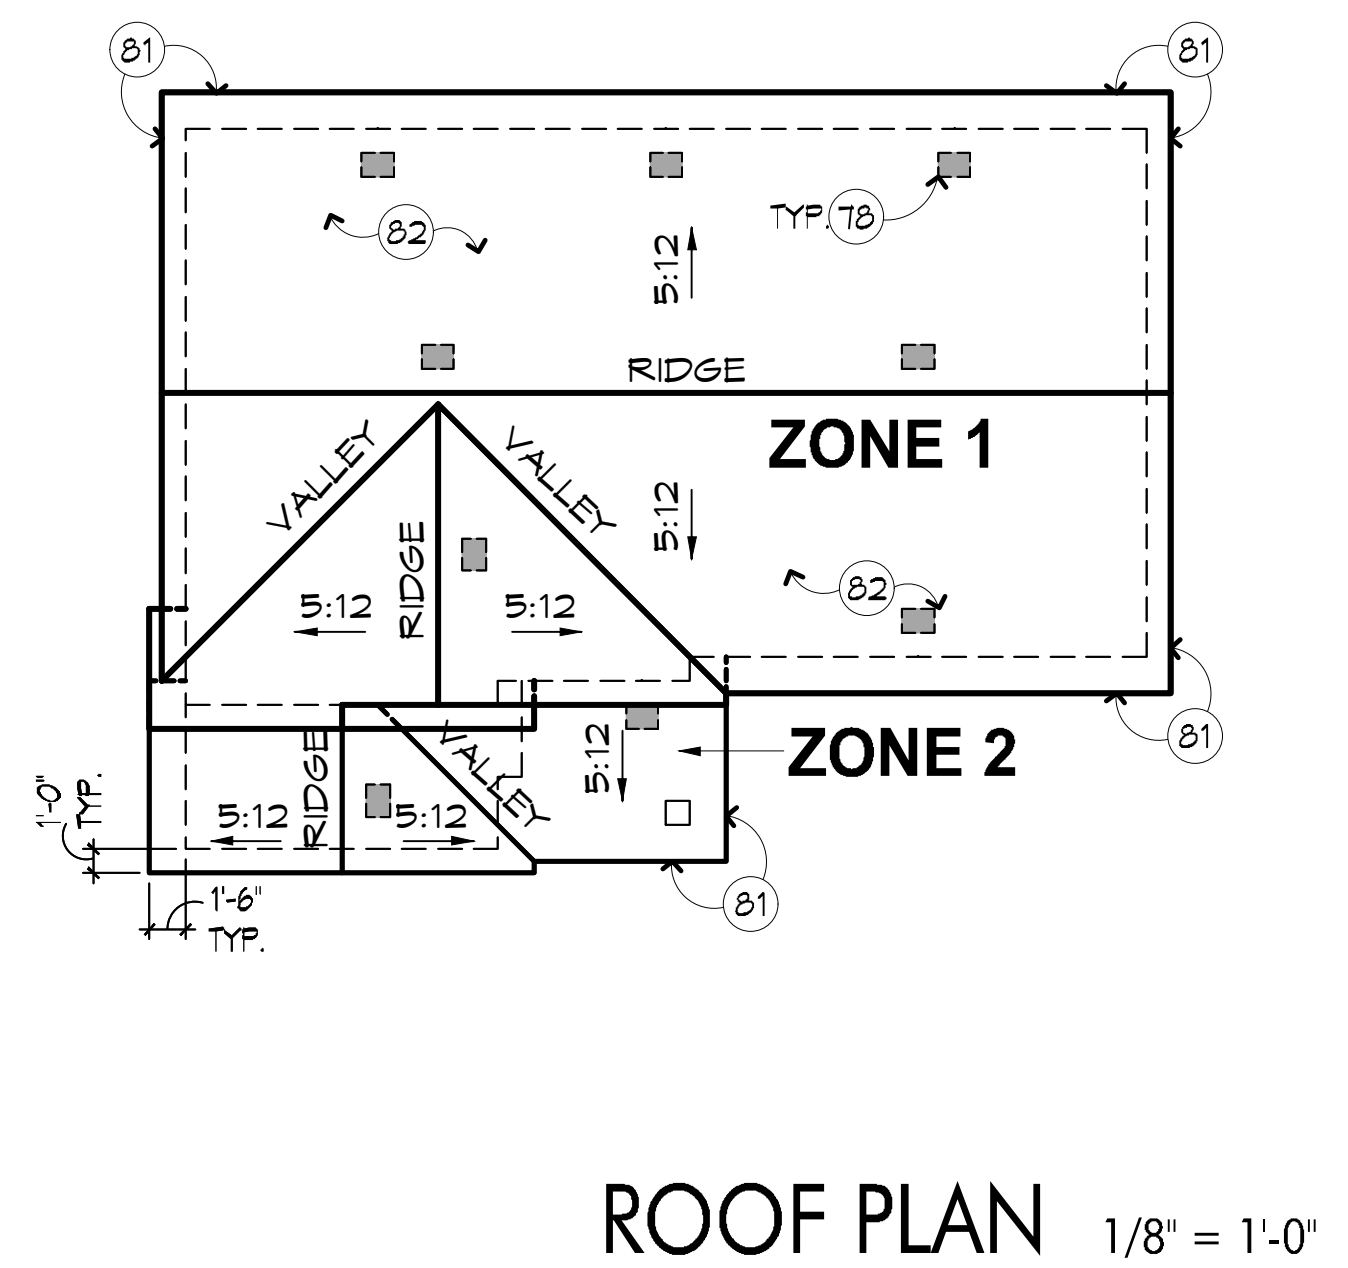 81
81
82
TYP. 78
5:12
RIDGE
ZONE 1
VALLEY
VALLEY
5:12
RIDGE
5:12
5:12
82
81
ZONE 2
VALLEY
5:12
RIDGE
5:12
5:12
1'-0"
TYP.
81
1'-6"
TYP.
ROOF PLAN 1/8" = 1'-0"